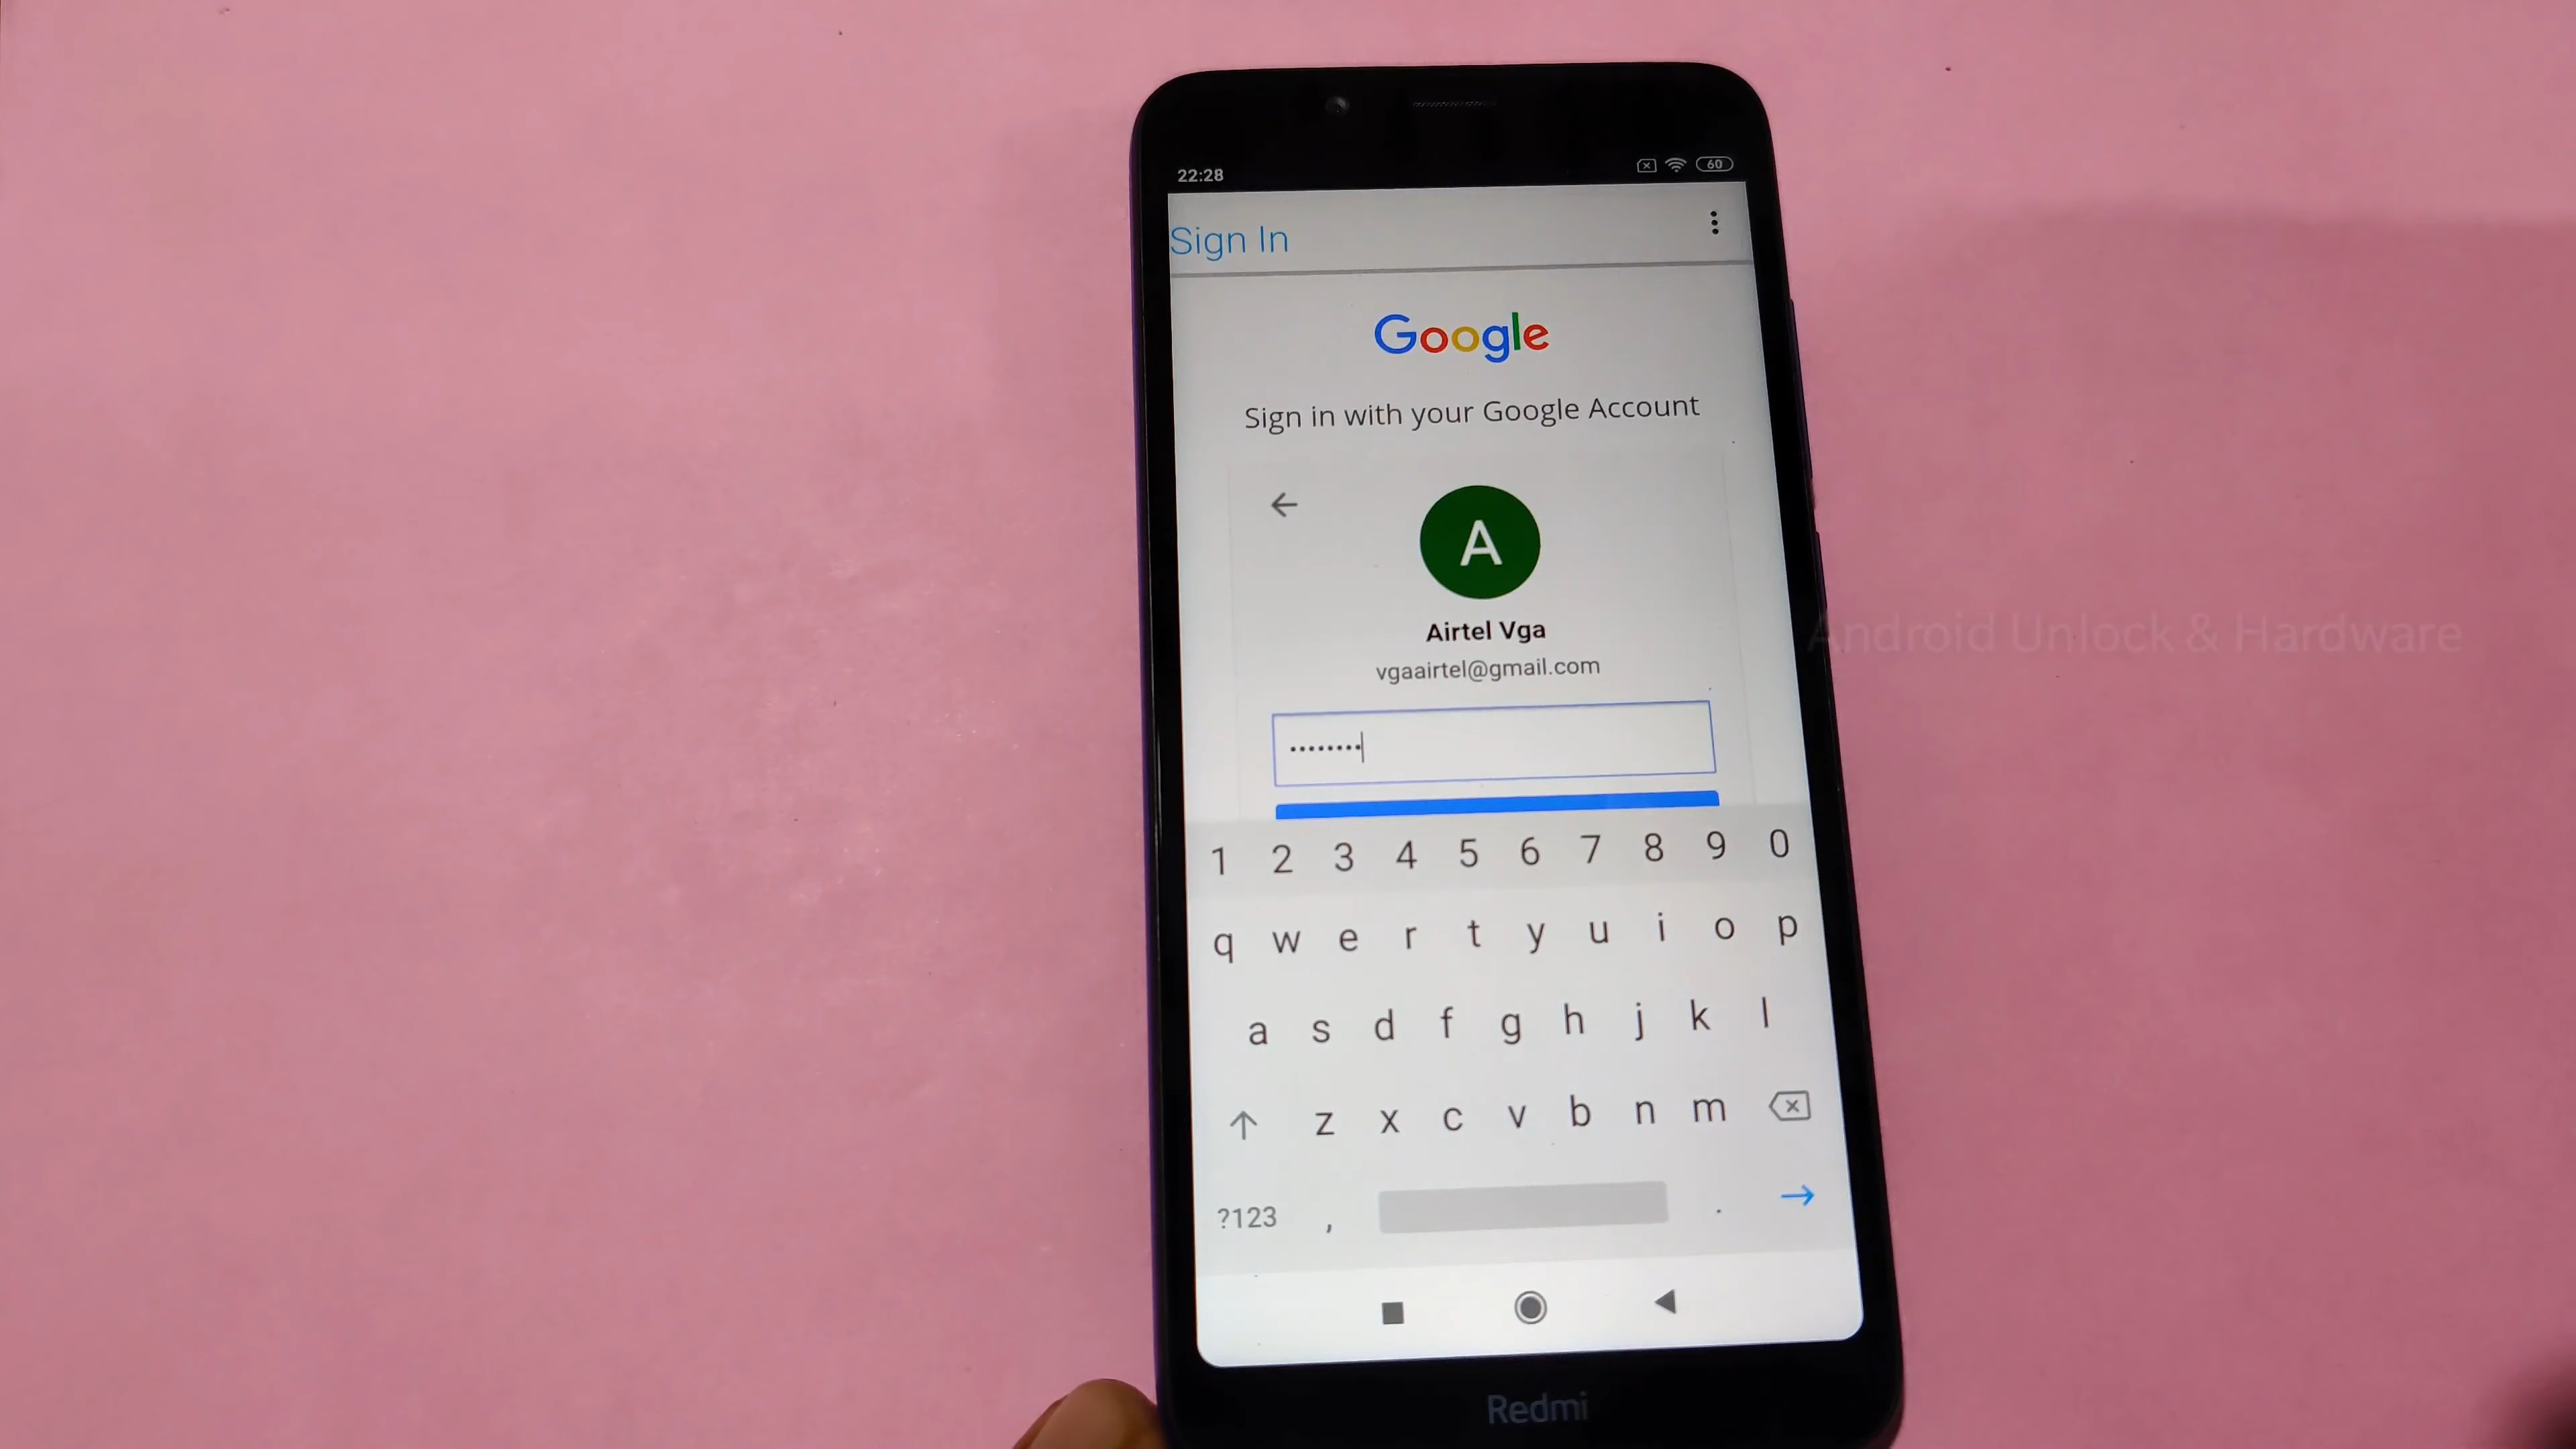 22:28
60
Sign In
Google
Sign in with your Google Account
A
Airtel Vga
vgaairtel@gmail.com
Android Unlock & Hardware
••••••••
1 2 3 4 5 6 7 8 9 0
q w e r t y u i o p
a s d f g h j k l
z x c v b n m
?123 , .
Redmi